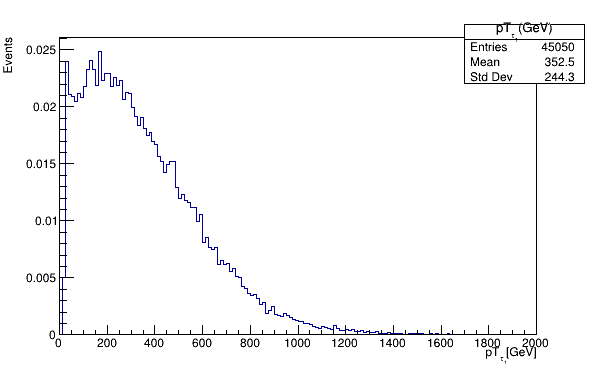 pT_τ₁(GeV)
Entries 45050
Mean 352.5
Std Dev 244.3
Events
0.025
0.02
0.015
0.01
0.005
0
0 200 400 600 800 1000 1200 1400 1600 1800 2000
pT_τ₁[GeV]